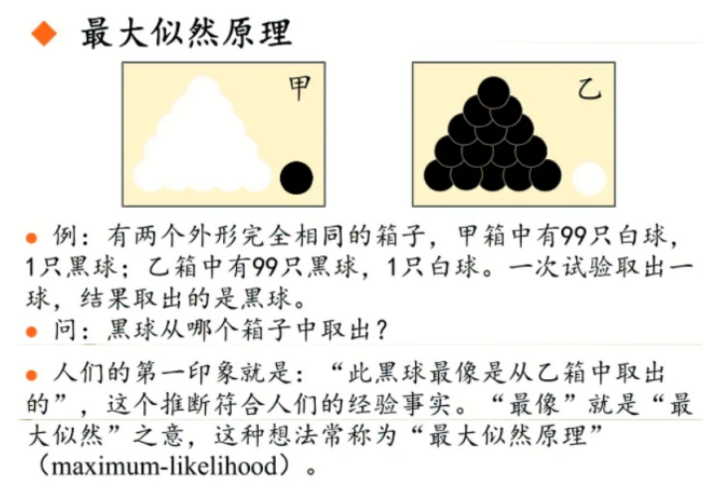 最大似然原理
甲
乙
例：有两个外形完全相同的箱子，甲箱中有99只白球，
1只黑球；乙箱中有99只黑球，1只白球。一次试验取出一
球，结果取出的是黑球。
问：黑球从哪个箱子中取出？
人们的第一印象就是：“此黑球最像是从乙箱中取出
的”，这个推断符合人们的经验事实。“最像”就是“最
大似然”之意，这种想法常称为“最大似然原理”
（maximum-likelihood）。